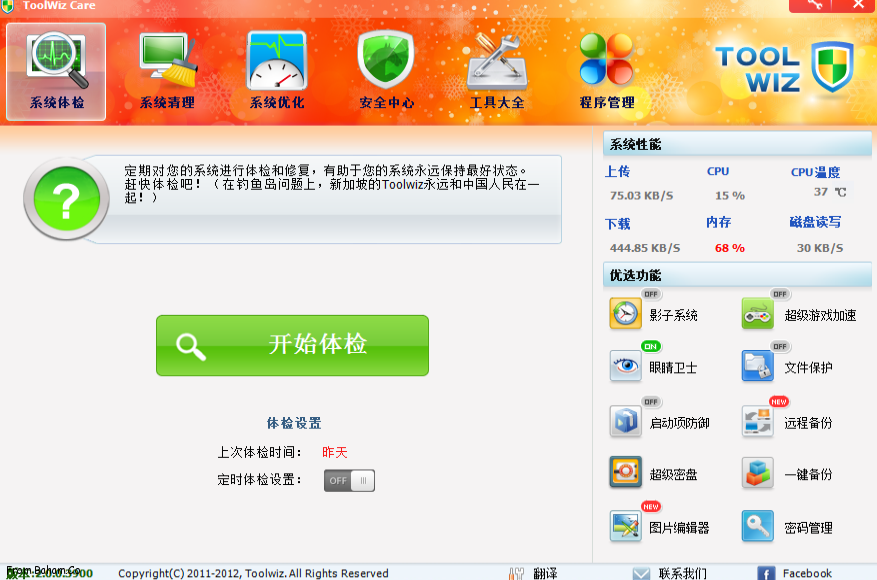 ToolWiz Care
系统体检
系统清理
系统优化
安全中心
工具大全
程序管理
TOOL
WIZ
定期对您的系统进行体检和修复，有助于您的系统永远保持最好状态。
赶快体检吧！（在钓鱼岛问题上，新加坡的Toolwiz永远和中国人民在一
起！）
开始体检
体检设置
上次体检时间： 昨天
定时体检设置： OFF
系统性能
上传 CPU CPU温度
75.03 KB/S 15 % 37 ℃
下载 内存 磁盘读写
444.85 KB/S 68 % 30 KB/S
优选功能
OFF
影子系统
OFF
超级游戏加速
ON
眼睛卫士
OFF
文件保护
OFF
启动项防御
NEW
远程备份
超级密盘
一键备份
NEW
图片编辑器
密码管理
Copyright(C) 2011-2012, Toolwiz. All Rights Reserved
翻译
联系我们
Facebook